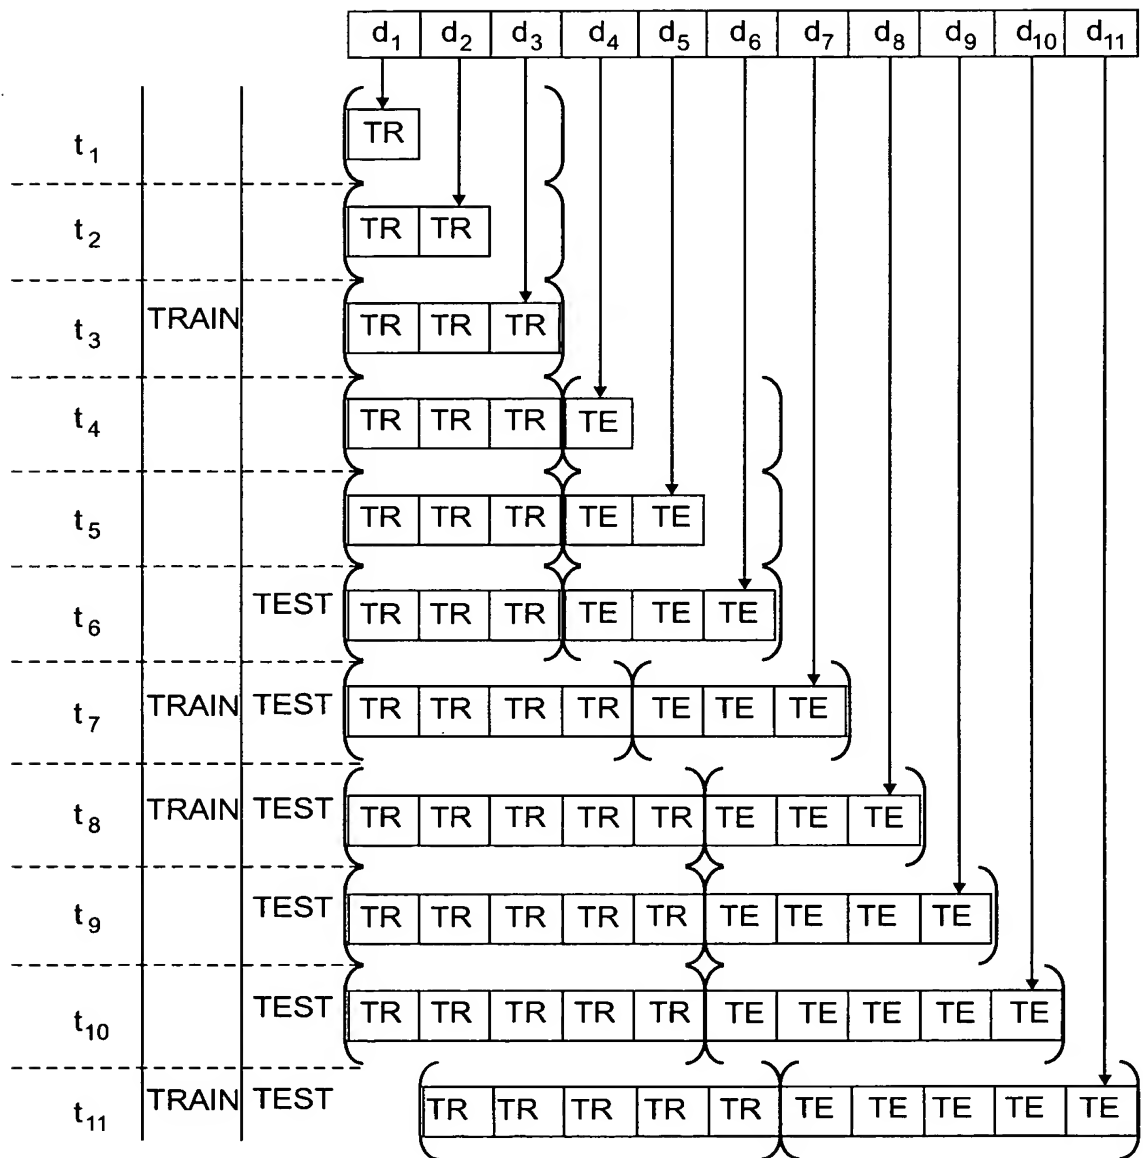 d1 d2 d3 d4 d5 d6 d7 d8 d9 d10 d11
t1 TR
t2 TR TR
t3 TRAIN TR TR TR
t4 TR TR TR TE
t5 TR TR TR TE TE
t6 TEST TR TR TR TE TE TE
t7 TRAIN TEST TR TR TR TR TE TE TE
t8 TRAIN TEST TR TR TR TR TR TE TE TE
t9 TEST TR TR TR TR TR TE TE TE TE
t10 TEST TR TR TR TR TR TE TE TE TE TE
t11 TRAIN TEST TR TR TR TR TR TE TE TE TE TE